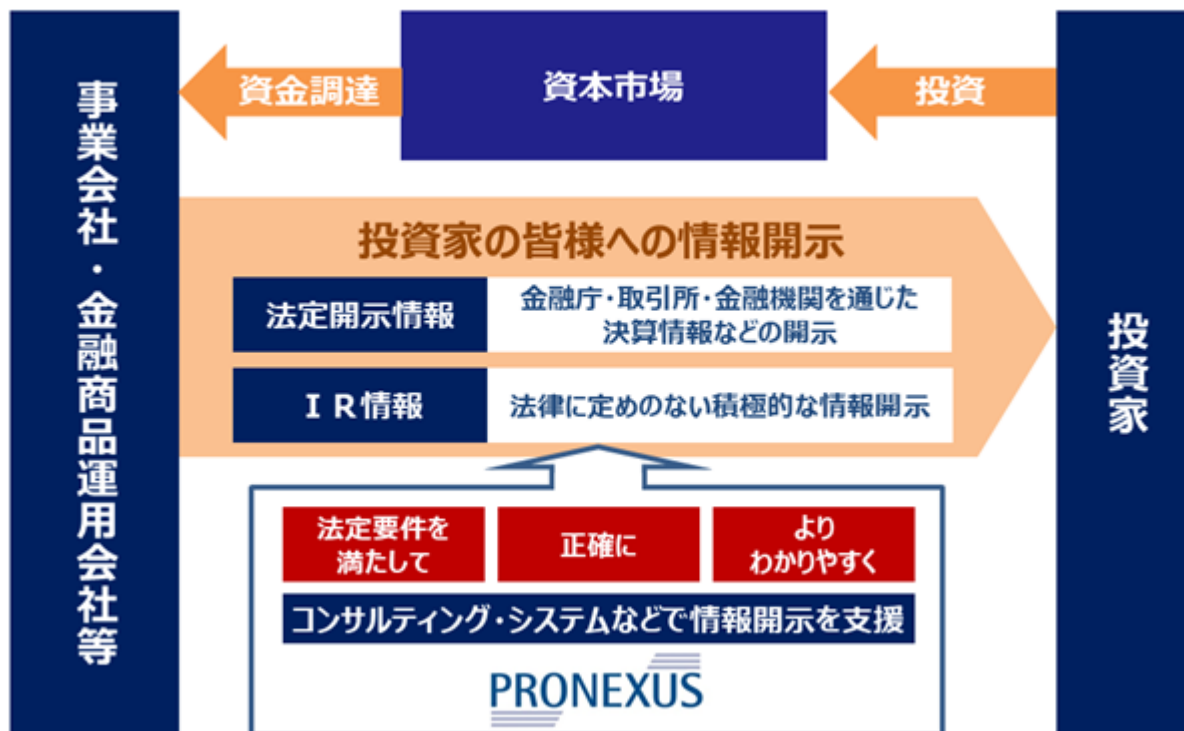 事業会社・金融商品運用会社等
資金調達
資本市場
投資
投資家の皆様への情報開示
法定開示情報
金融庁・取引所・金融機関を通じた
決算情報などの開示
ＩＲ情報
法律に定めのない積極的な情報開示
投資家
法定要件を
満たして
正確に
より
わかりやすく
コンサルティング・システムなどで情報開示を支援
PRONEXUS